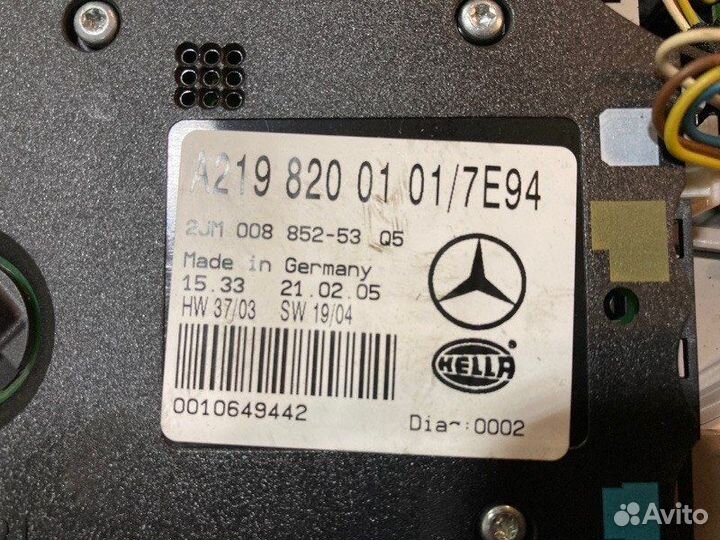 A219 820 01 01/7E94
2JM 008 852-53 Q5
Made in Germany
15.33 21.02.05
HW 37/03 SW 19/04
HELLA
0010649442
Diag:0002
Avito